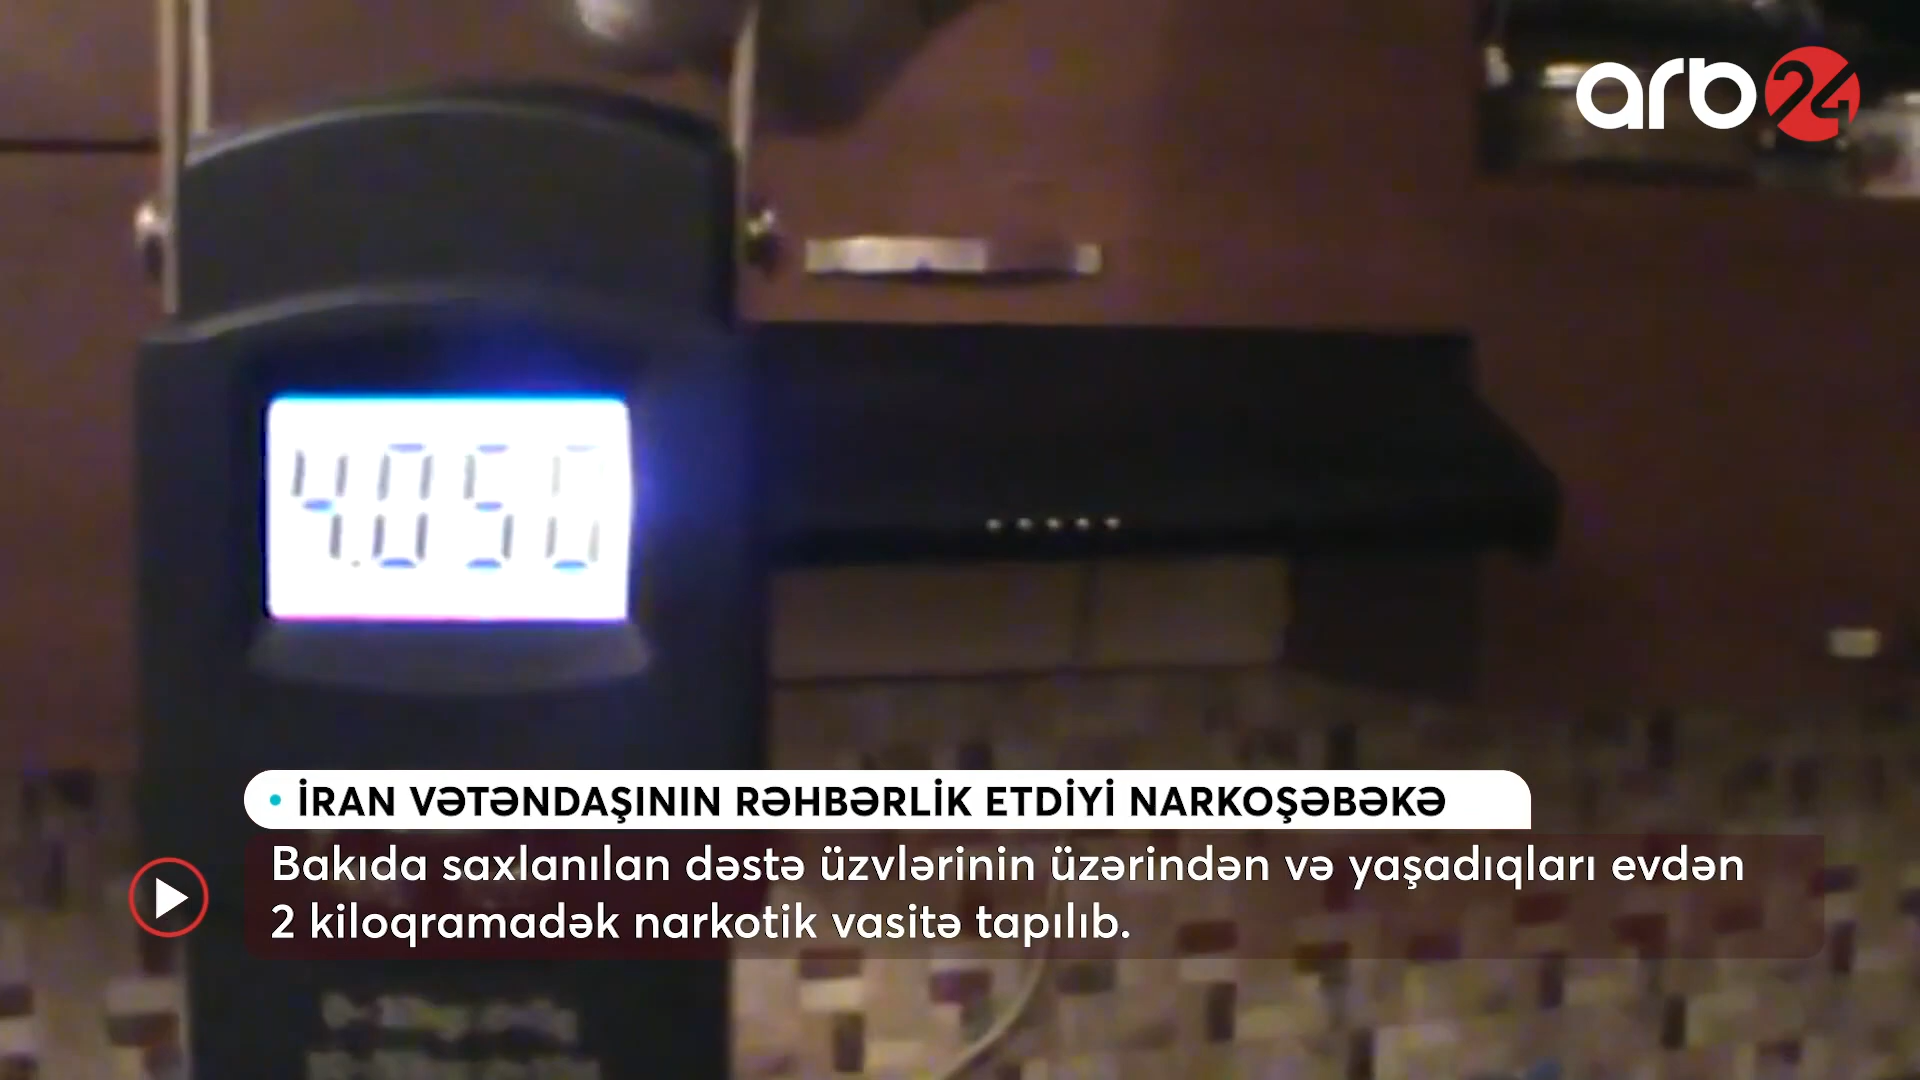 arb24
4.050
İRAN VƏTƏNDAŞININ RƏHBƏRLİK ETDİYİ NARKOŞƏBƏKƏ
Bakıda saxlanılan dəstə üzvlərinin üzərindən və yaşadıqları evdən
2 kiloqramadək narkotik vasitə tapılıb.